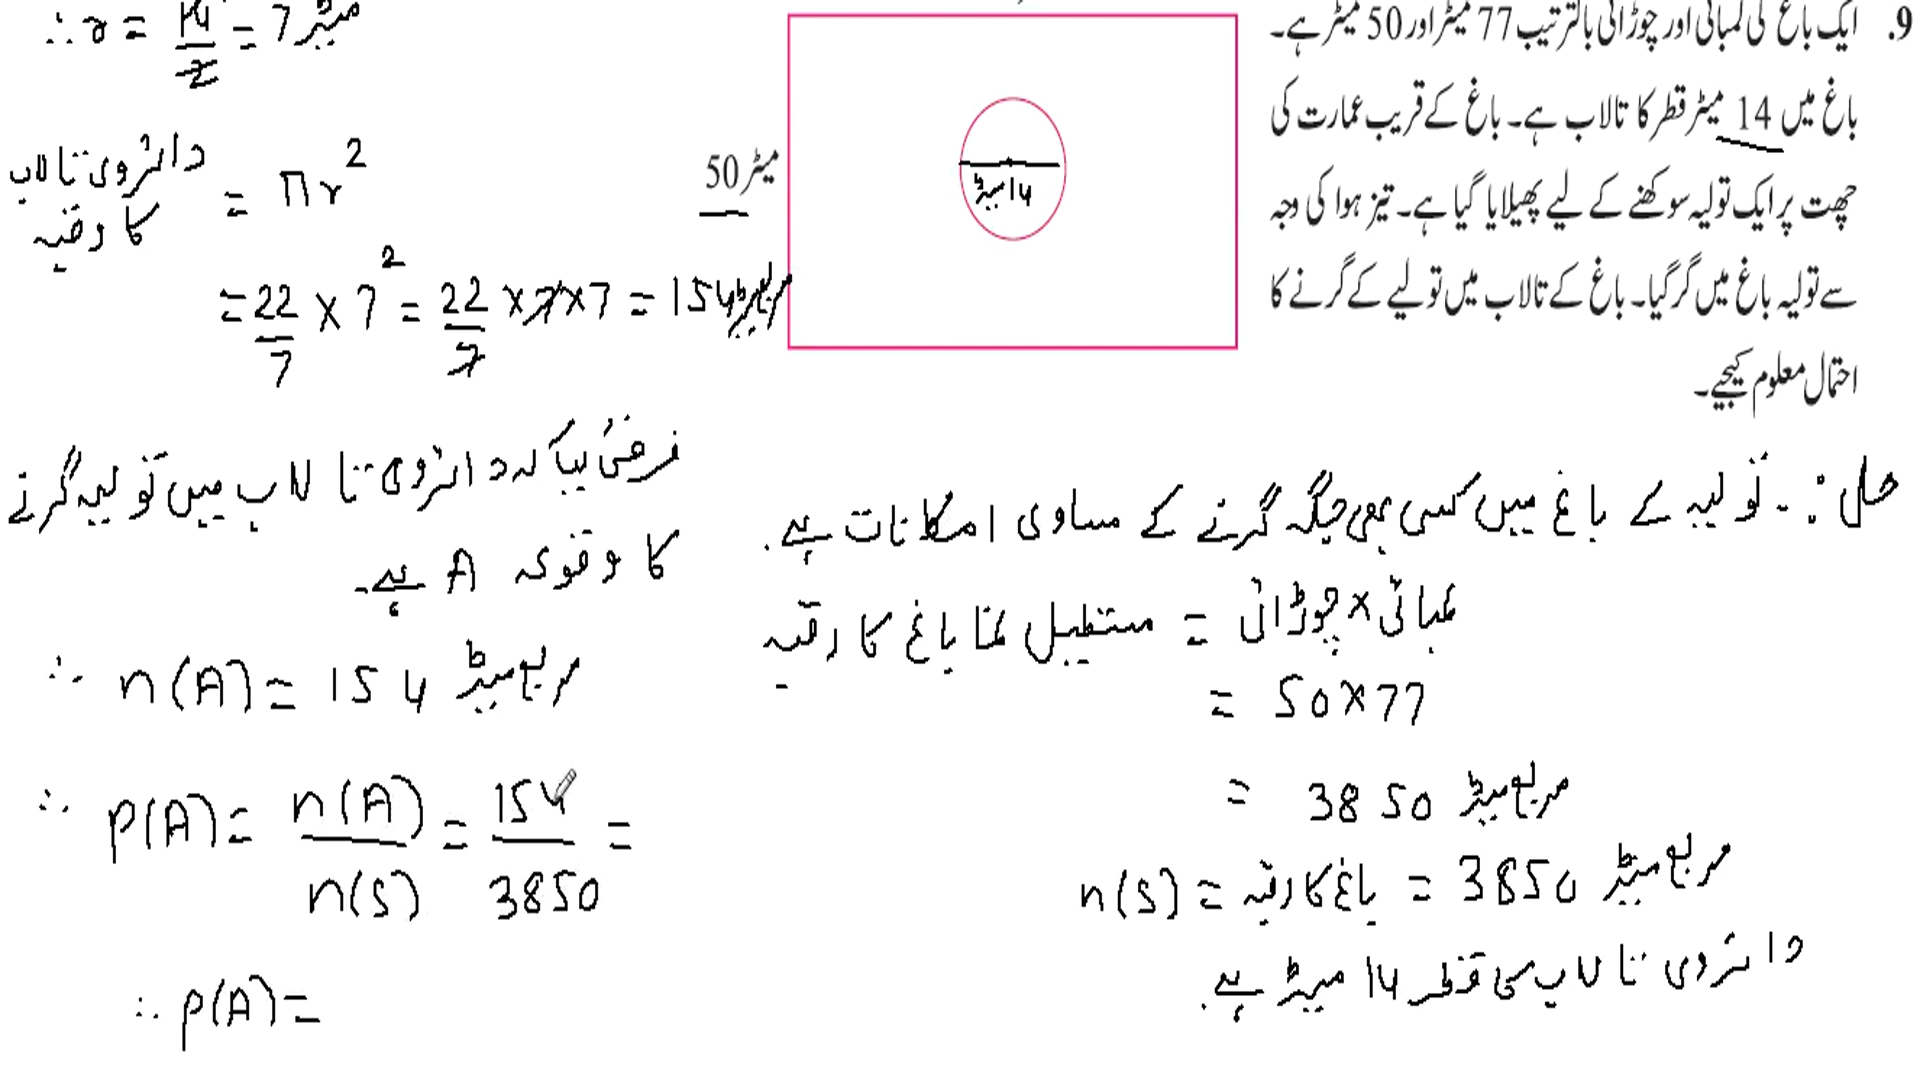 9. ایک باغ کی لمبائی اور چوڑائی بالترتیب 77 میٹر اور 50 میٹر ہے۔
باغ میں 14 میٹر قطر کا تالاب ہے۔ باغ کے قریب عمارت کی
چھت پر ایک تولیہ سوکھنے کے لیے پھیلایا گیا ہے۔ تیز ہوا کی وجہ
سے تولیہ باغ میں گر گیا۔ باغ کے تالاب میں تولیے کے گرنے کا
احتمال معلوم کیجیے۔
50 میٹر
14 میٹر
حل :۔ تولیہ کے باغ میں کسی بھی جگہ گرنے کے مساوی امکانات ہے۔
لمبائی × چوڑائی = مستطیل نما باغ کا رقبہ
= 50×77
= 3850 مربع میٹر
n(S) = باغ کا رقبہ = 3850 مربع میٹر
دائروی تالاب کی قطر 14 میٹر ہے۔
∴ r = 14/2 = 7 میٹر
دائروی تالاب کا رقبہ = πr²
= 22/7 × 7² = 22/7 × 7 × 7 = 154 مربع میٹر
فرض کیا کہ دائروی تالاب میں تولیہ گرنے
کا وقوعہ A ہے۔
∴ n(A) = 154 مربع میٹر
∴ P(A) = n(A)/n(S) = 154/3850 =
∴ P(A) =